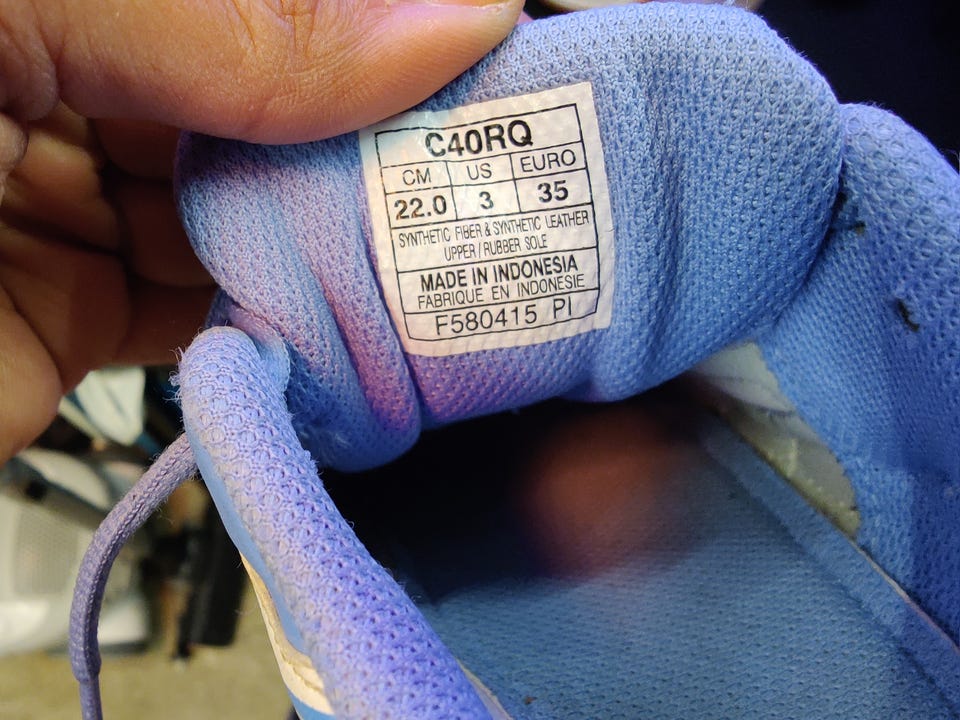 C40RQ
CM US EURO
22.0 3 35
SYNTHETIC FIBER & SYNTHETIC LEATHER
UPPER / RUBBER SOLE
MADE IN INDONESIA
FABRIQUE EN INDONESIE
F580415 PI